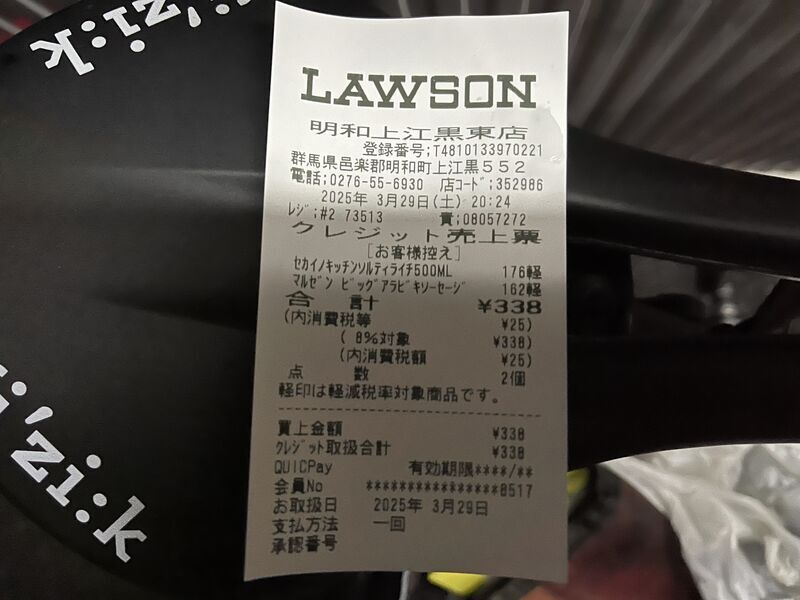 i'zi:k
LAWSON
明和上江黒東店
登録番号;T4810133970221
群馬県邑楽郡明和町上江黒552
電話;0276-55-6930 店コード;352986
2025年 3月29日(土) 20:24
レジ;#2 73513 責;08057272
クレジット売上票
[お客様控え]
セカイノキッチンソルティライチ500ML 176軽
マルゼン ビッグアラビキソーセージ 162軽
合計 ¥338
(内消費税等 ¥25)
( 8%対象 ¥338)
(内消費税額 ¥25)
点数 2個
軽印は軽減税率対象商品です。
買上金額 ¥338
クレジット取扱合計 ¥338
QUICPay 有効期限****/**
会員No ****************8517
お取扱日 2025年 3月29日
支払方法 一回
承認番号
i'zi:k